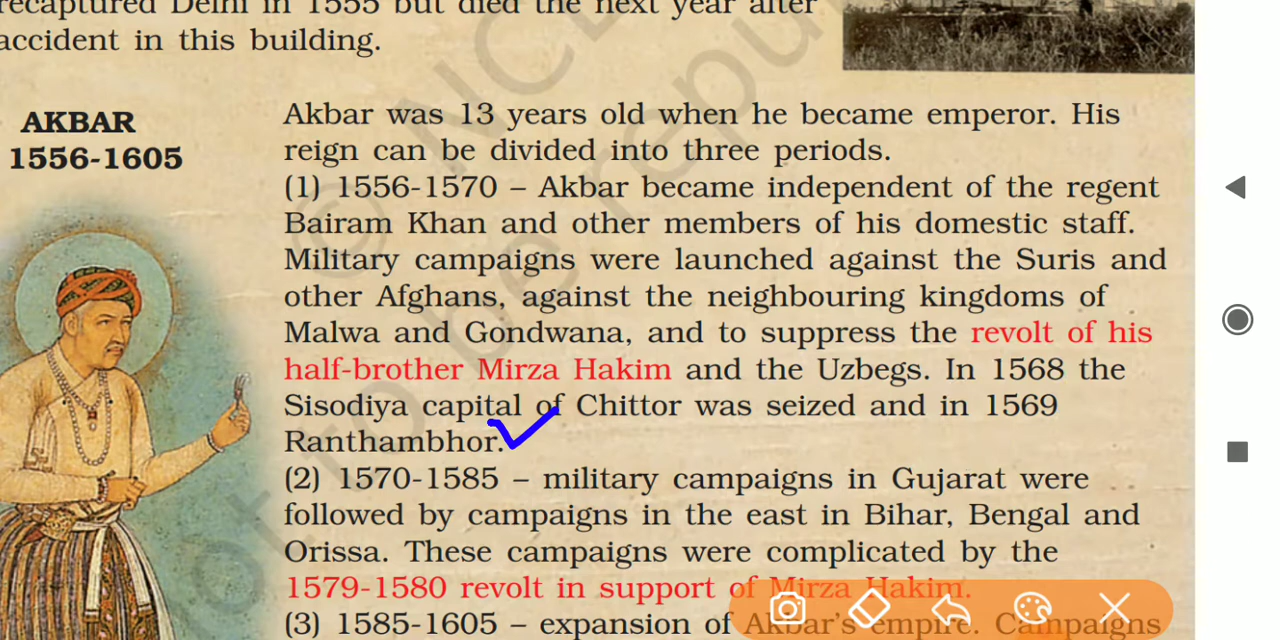 recaptured Delhi in 1555 but died the next year after
accident in this building.
AKBAR
1556-1605
Akbar was 13 years old when he became emperor. His
reign can be divided into three periods.
(1) 1556-1570 – Akbar became independent of the regent
Bairam Khan and other members of his domestic staff.
Military campaigns were launched against the Suris and
other Afghans, against the neighbouring kingdoms of
Malwa and Gondwana, and to suppress the revolt of his
half-brother Mirza Hakim and the Uzbegs. In 1568 the
Sisodiya capital of Chittor was seized and in 1569
Ranthambhor.
(2) 1570-1585 – military campaigns in Gujarat were
followed by campaigns in the east in Bihar, Bengal and
Orissa. These campaigns were complicated by the
1579-1580 revolt in support of Mirza Hakim.
(3) 1585-1605 – expansion of Akbar's empire. Campaigns